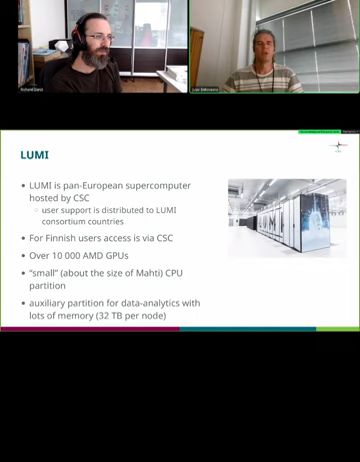 LUMI
• LUMI is pan-European supercomputer
hosted by CSC
○ user support is distributed to LUMI
consortium countries
• For Finnish users access is via CSC
• Over 10 000 AMD GPUs
• “small” (about the size of Mahti) CPU
partition
• auxiliary partition for data-analytics with
lots of memory (32 TB per node)